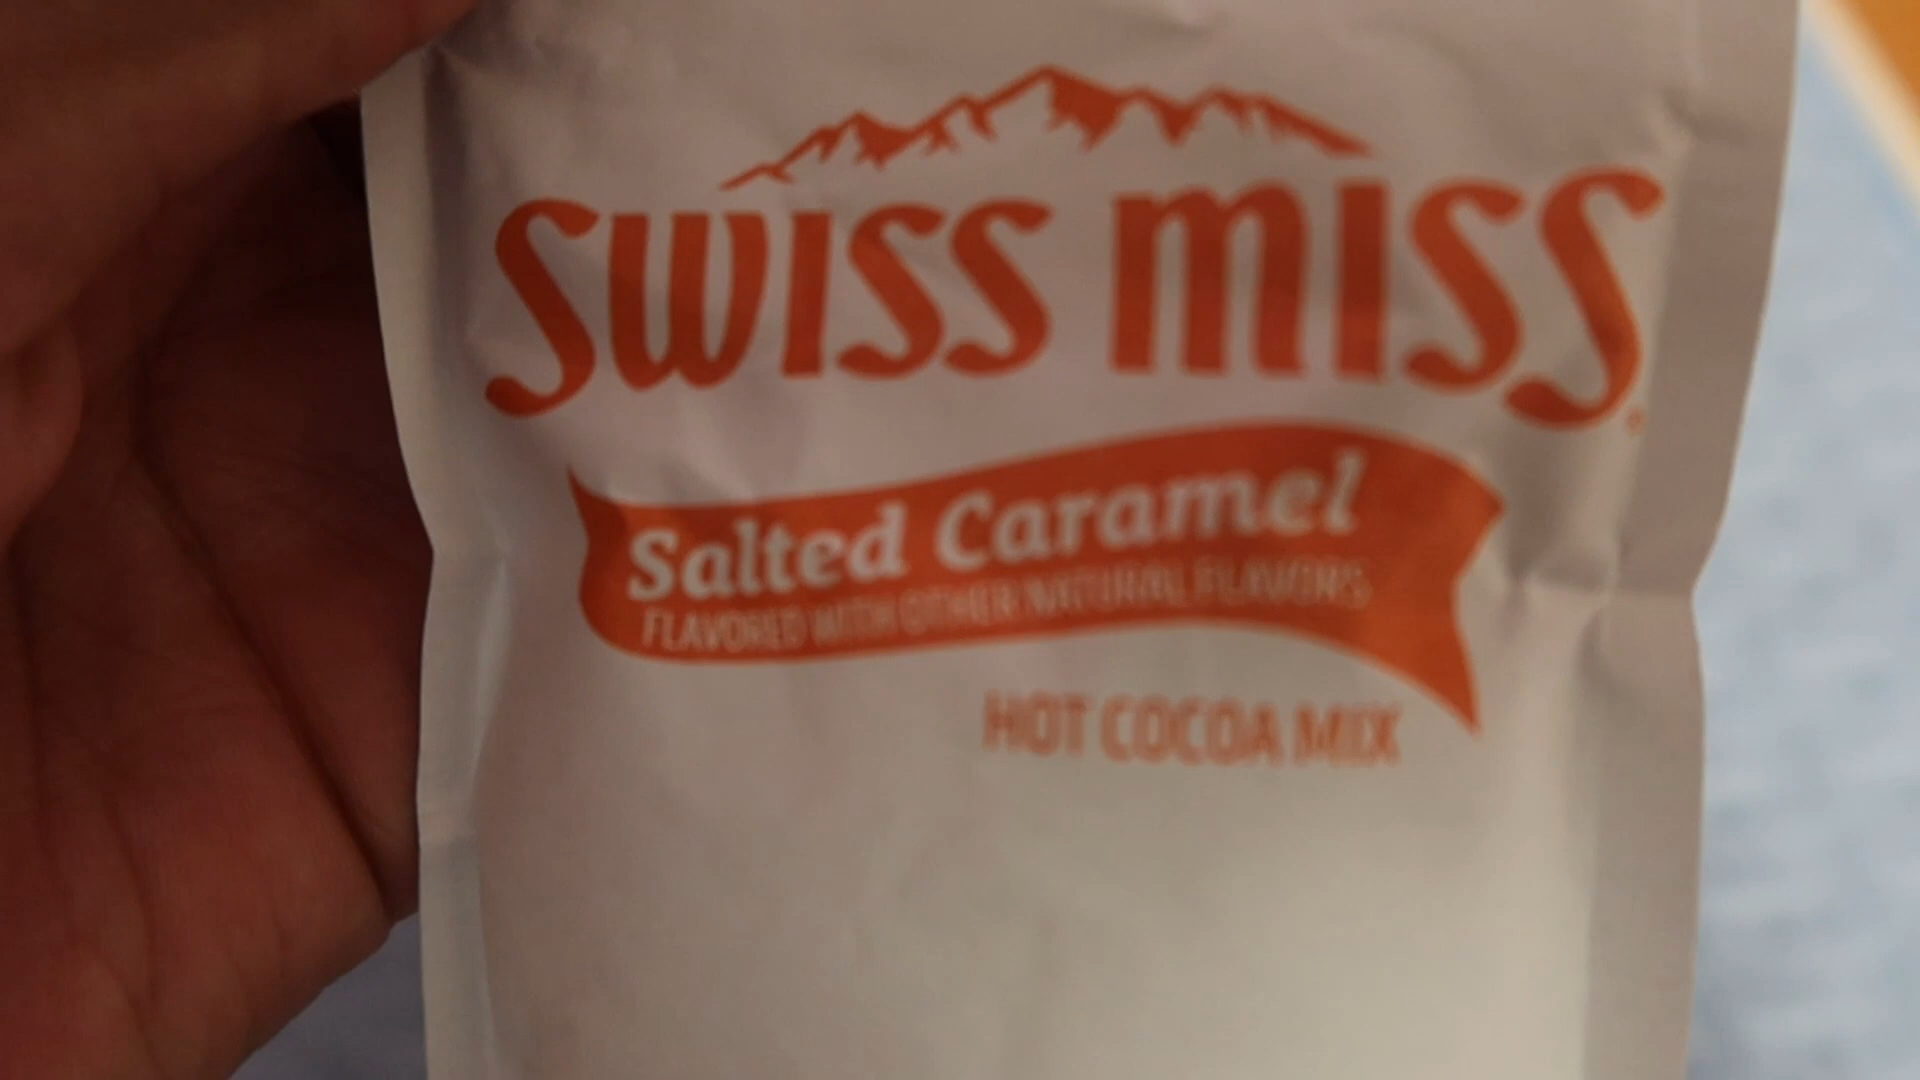 SWISS MISS
Salted Caramel
FLAVORED WITH OTHER NATURAL FLAVORS
HOT COCOA MIX